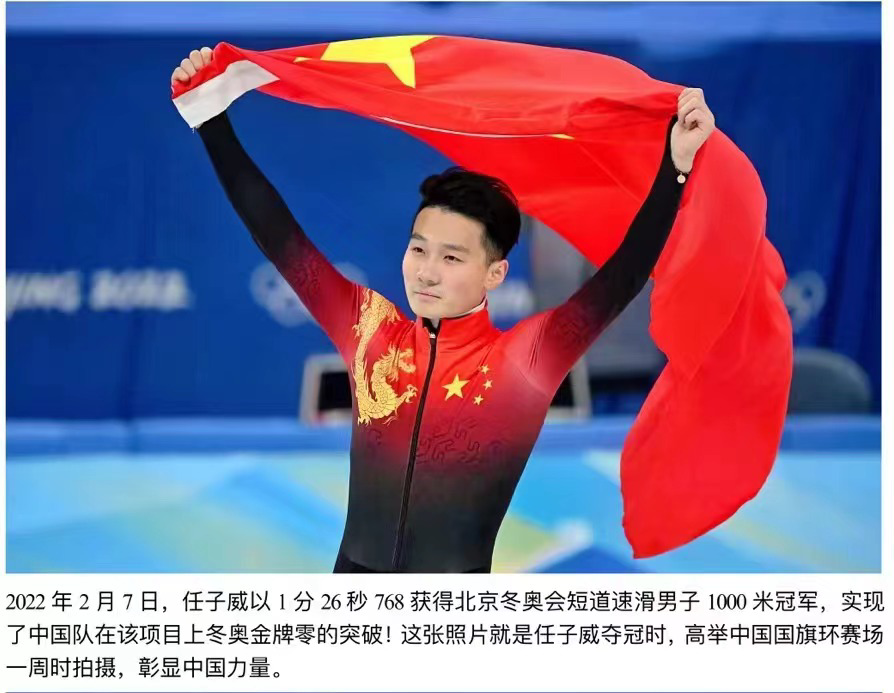 2022 年 2 月 7 日，任子威以 1 分 26 秒 768 获得北京冬奥会短道速滑男子 1000 米冠军，实现
了中国队在该项目上冬奥金牌零的突破！这张照片就是任子威夺冠时，高举中国国旗环赛场
一周时拍摄，彰显中国力量。